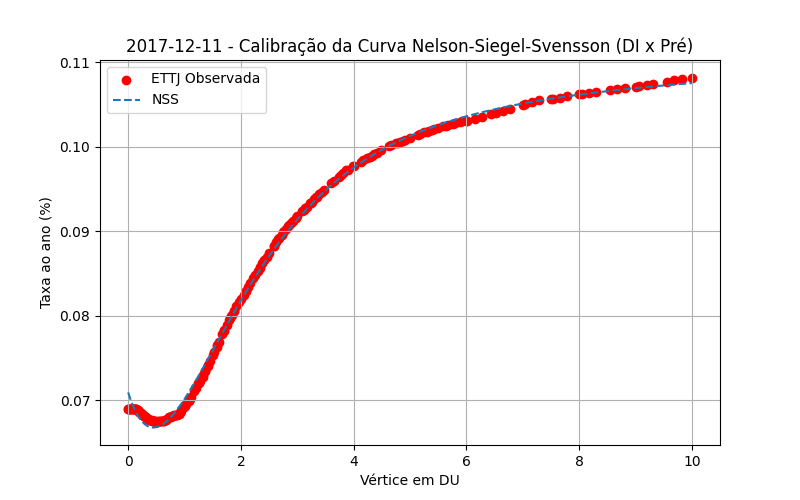 2017-12-11 - Calibração da Curva Nelson-Siegel-Svensson (DI x Pré)
ETTJ Observada
NSS
Taxa ao ano (%)
0.11
0.10
0.09
0.08
0.07
0 2 4 6 8 10
Vértice em DU